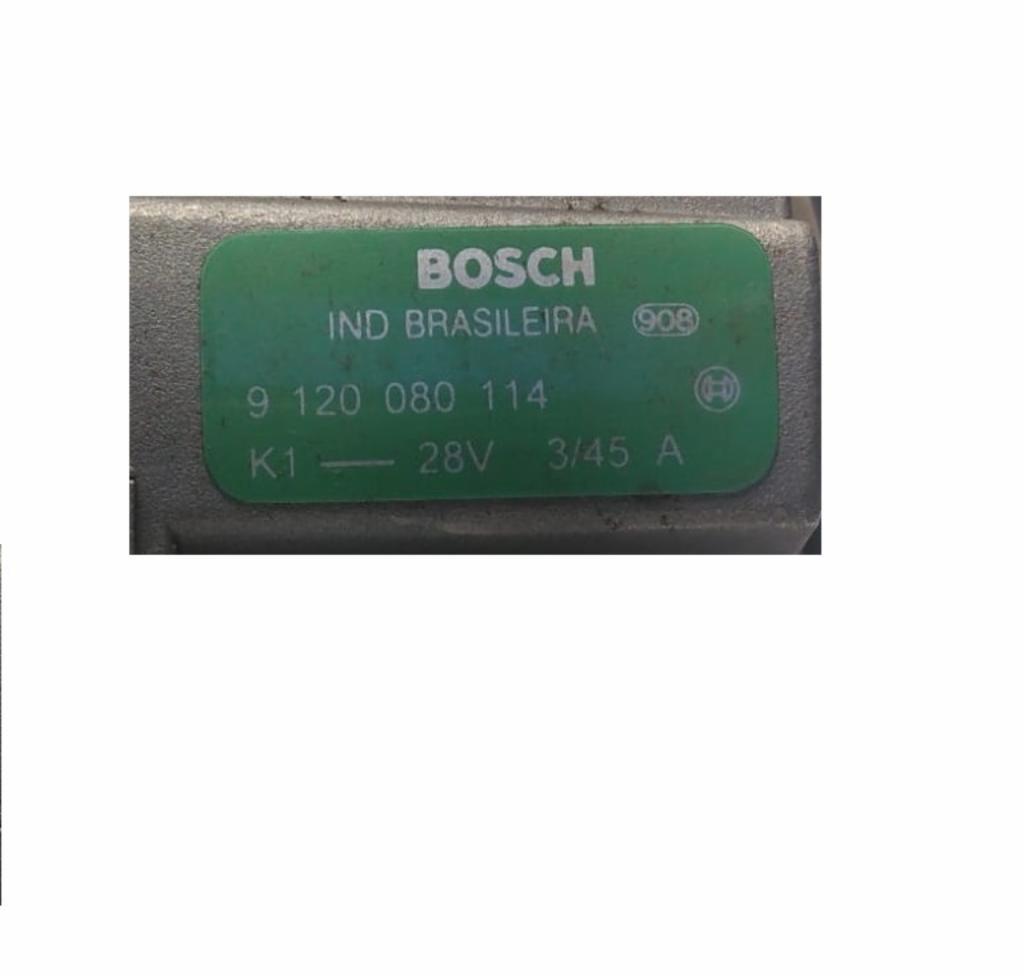 BOSCH
IND BRASILEIRA 908
9 120 080 114
K1 — 28V 3/45 A